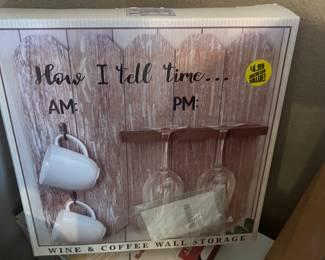 How I tell time...
AM: PM:
$4.99
WINE & COFFEE WALL STORAGE